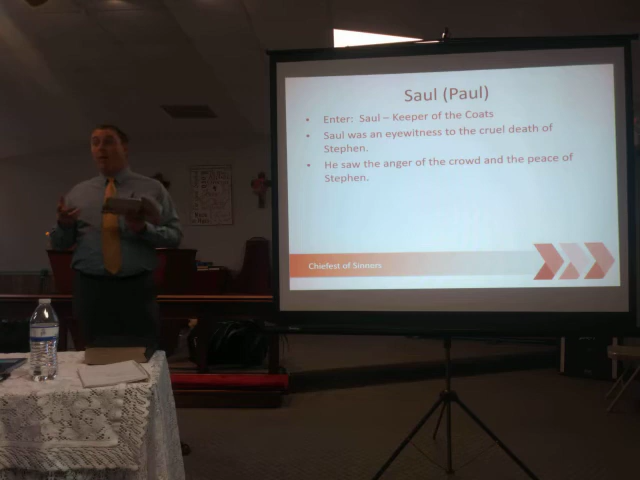 Saul (Paul)
• Enter: Saul – Keeper of the Coats
• Saul was an eyewitness to the cruel death of
Stephen.
• He saw the anger of the crowd and the peace of
Stephen.
Chiefest of Sinners